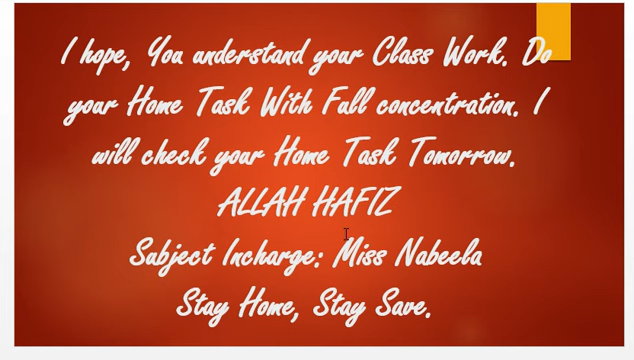 I hope, You understand your Class Work. Do
your Home Task With Full concentration. I
will check your Home Task Tomorrow.
ALLAH HAFIZ
Subject Incharge: Miss Nabeela
Stay Home, Stay Save.